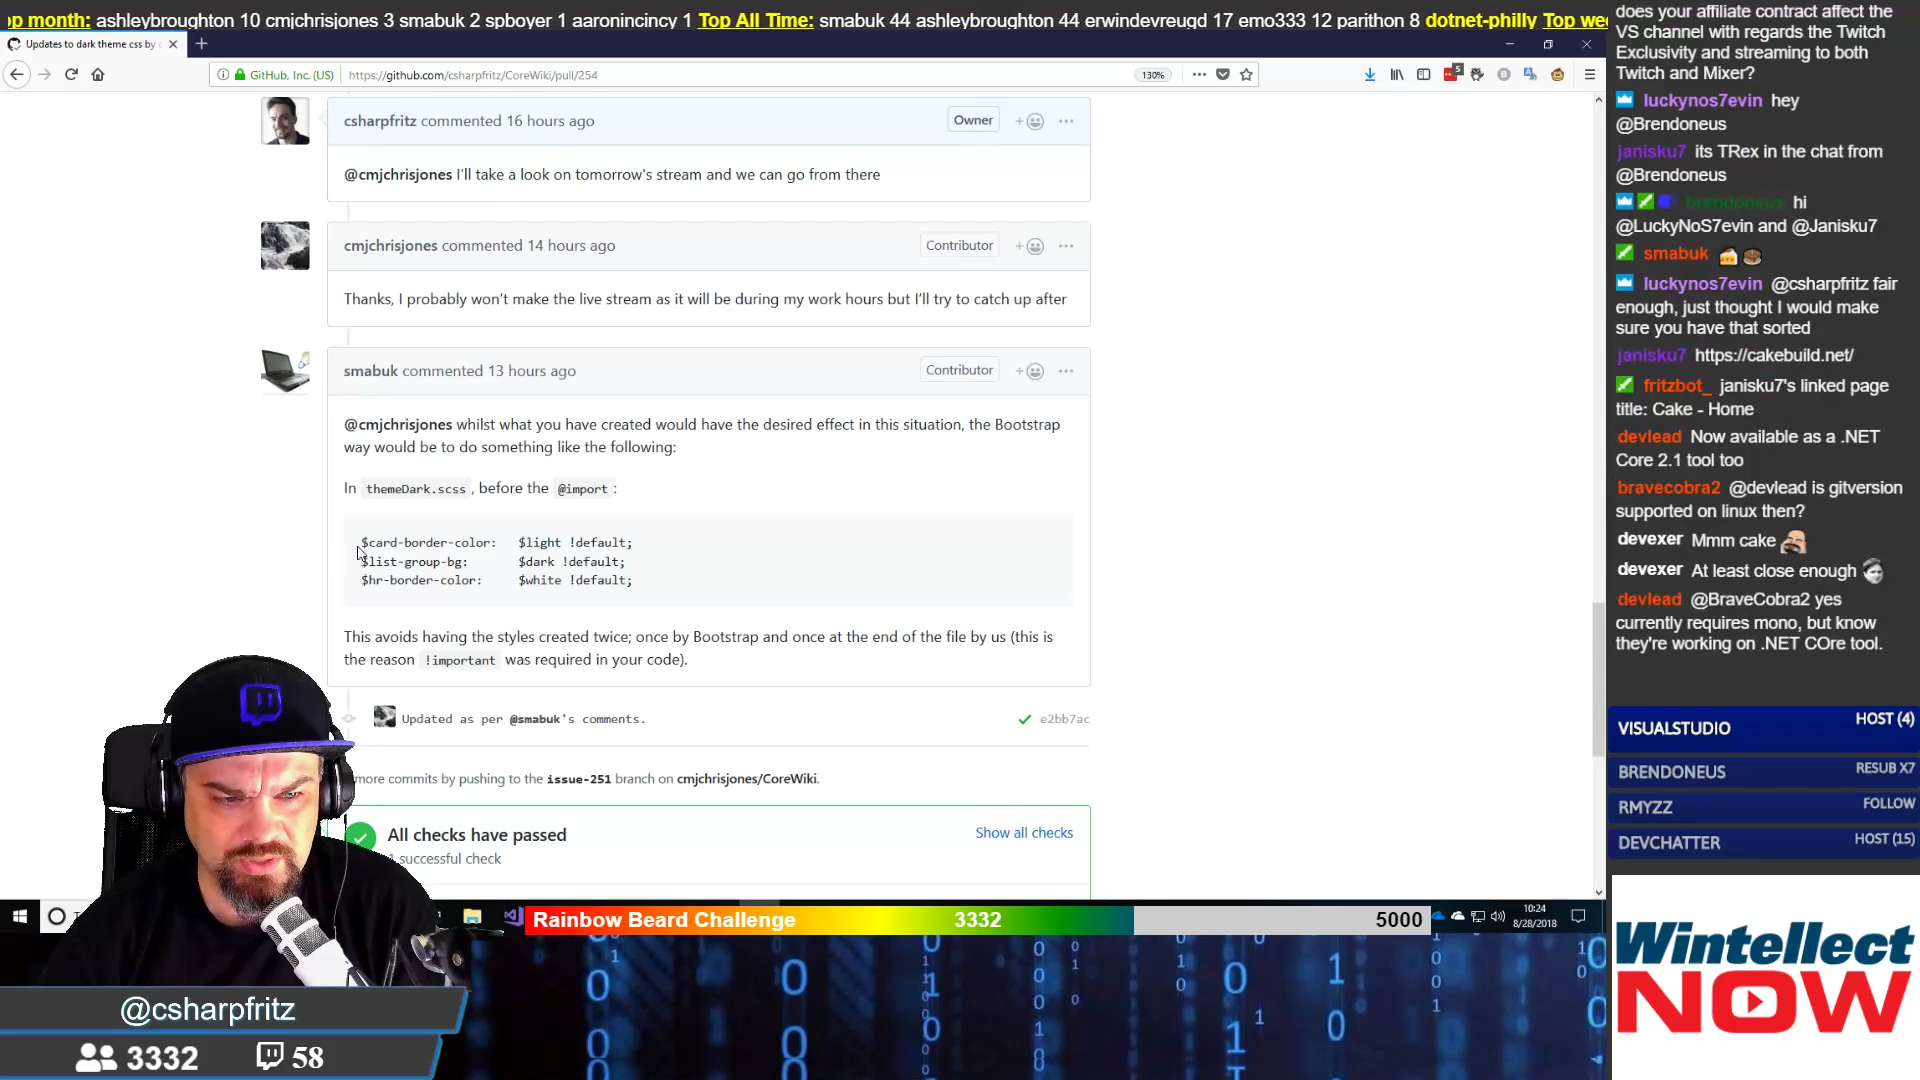 op month: ashleybroughton 10 cmjchrisjones 3 smabuk 2 spboyer 1 aaronincincy 1 Top All Time: smabuk 44 ashleybroughton 44 erwindevreugd 17 emo333 12 parithon 8 dotnet-philly Top we
Updates to dark theme css by
GitHub, Inc. (US) https://github.com/csharpfritz/CoreWiki/pull/254 130%
5
csharpfritz commented 16 hours ago Owner
@cmjchrisjones I'll take a look on tomorrow's stream and we can go from there
cmjchrisjones commented 14 hours ago Contributor
Thanks, I probably won't make the live stream as it will be during my work hours but I'll try to catch up after
smabuk commented 13 hours ago Contributor
@cmjchrisjones whilst what you have created would have the desired effect in this situation, the Bootstrap
way would be to do something like the following:
In themeDark.scss, before the @import:
$card-border-color: $light !default;
$list-group-bg: $dark !default;
$hr-border-color: $white !default;
This avoids having the styles created twice; once by Bootstrap and once at the end of the file by us (this is
the reason !important was required in your code).
Updated as per @smabuk's comments. e2bb7ac
more commits by pushing to the issue-251 branch on cmjchrisjones/CoreWiki.
All checks have passed Show all checks
1 successful check
does your affiliate contract affect the
VS channel with regards the Twitch
Exclusivity and streaming to both
Twitch and Mixer?
luckynos7evin hey
@Brendoneus
janisku7 its TRex in the chat from
@Brendoneus
brendoneus hi
@LuckyNoS7evin and @Janisku7
smabuk
luckynos7evin @csharpfritz fair
enough, just thought I would make
sure you have that sorted
janisku7 https://cakebuild.net/
fritzbot_ janisku7's linked page
title: Cake - Home
devlead Now available as a .NET
Core 2.1 tool too
bravecobra2 @devlead is gitversion
supported on linux then?
devexer Mmm cake
devexer At least close enough
devlead @BraveCobra2 yes
currently requires mono, but know
they're working on .NET COre tool.
VISUALSTUDIO HOST (4)
BRENDONEUS RESUB X7
RMYZZ FOLLOW
DEVCHATTER HOST (15)
Rainbow Beard Challenge 3332 5000
10:24
8/28/2018
Wintellect
NOW
@csharpfritz
3332 58